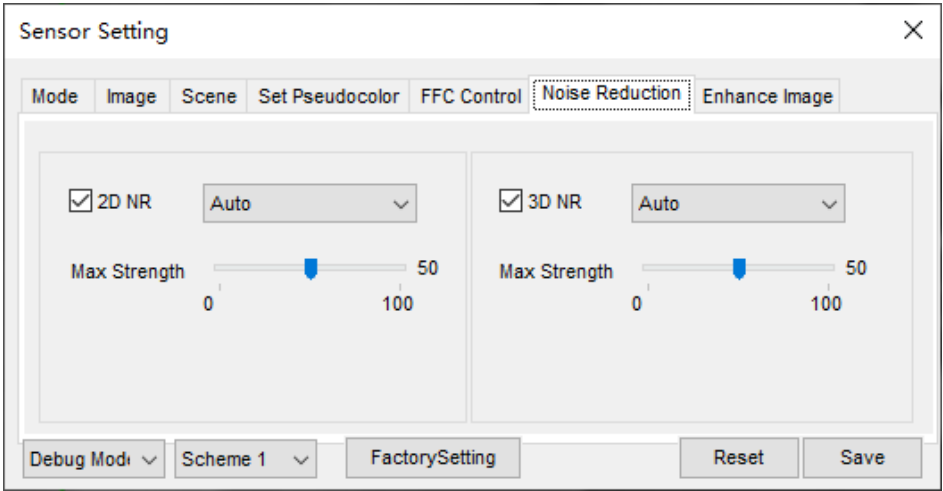 Sensor Setting
Mode Image Scene Set Pseudocolor FFC Control Noise Reduction Enhance Image
2D NR Auto 3D NR Auto
Max Strength 50 Max Strength 50
0 100 0 100
Debug Mod Scheme 1 FactorySetting Reset Save